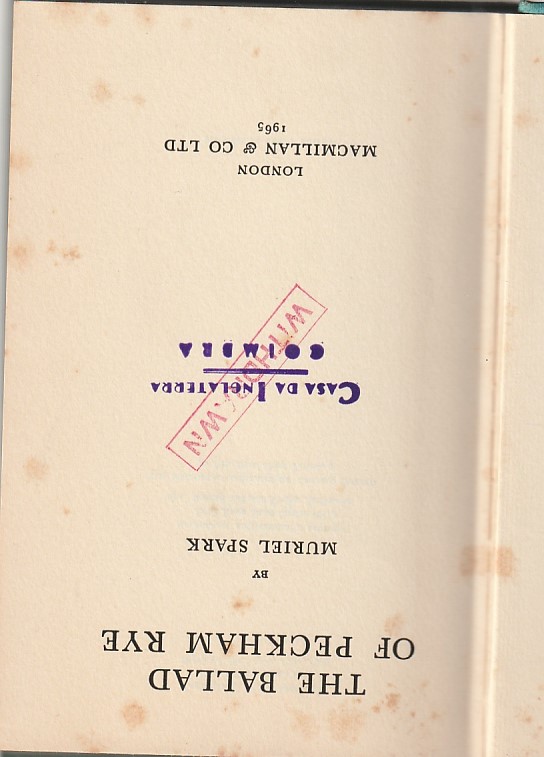 THE BALLAD
OF PECKHAM RYE
BY
MURIEL SPARK
CASA DA INGLATERRA
COIMBRA
WITHDRAWN
LONDON
MACMILLAN & CO LTD
1965